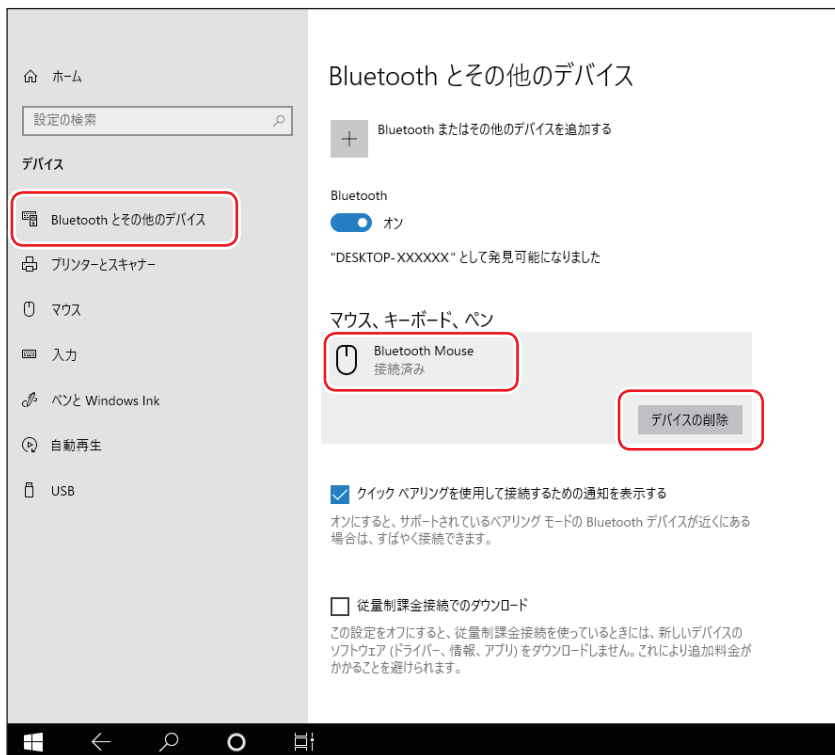 ホーム
設定の検索
デバイス
Bluetooth とその他のデバイス
プリンターとスキャナー
マウス
入力
ペンと Windows Ink
自動再生
USB
Bluetooth とその他のデバイス
Bluetooth またはその他のデバイスを追加する
Bluetooth
オン
"DESKTOP-XXXXXX" として発見可能になりました
マウス、キーボード、ペン
Bluetooth Mouse
接続済み
デバイスの削除
クイック ペアリングを使用して接続するための通知を表示する
オンにすると、サポートされているペアリング モードの Bluetooth デバイスが近くにある
場合は、すばやく接続できます。
従量制課金接続でのダウンロード
この設定をオフにすると、従量制課金接続を使っているときには、新しいデバイスの
ソフトウェア (ドライバー、情報、アプリ) をダウンロードしません。これにより追加料金が
かかることを避けられます。